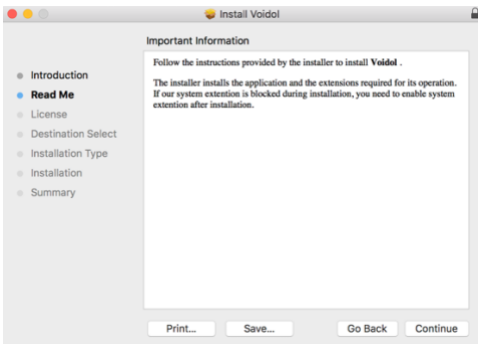 Install Voidol
Important Information
Introduction
Read Me
License
Destination Select
Installation Type
Installation
Summary
Follow the instructions provided by the installer to install Voidol .
The installer installs the application and the extensions required for its operation.
If our system extention is blocked during installation, you need to enable system
extention after installation.
Print...
Save...
Go Back
Continue